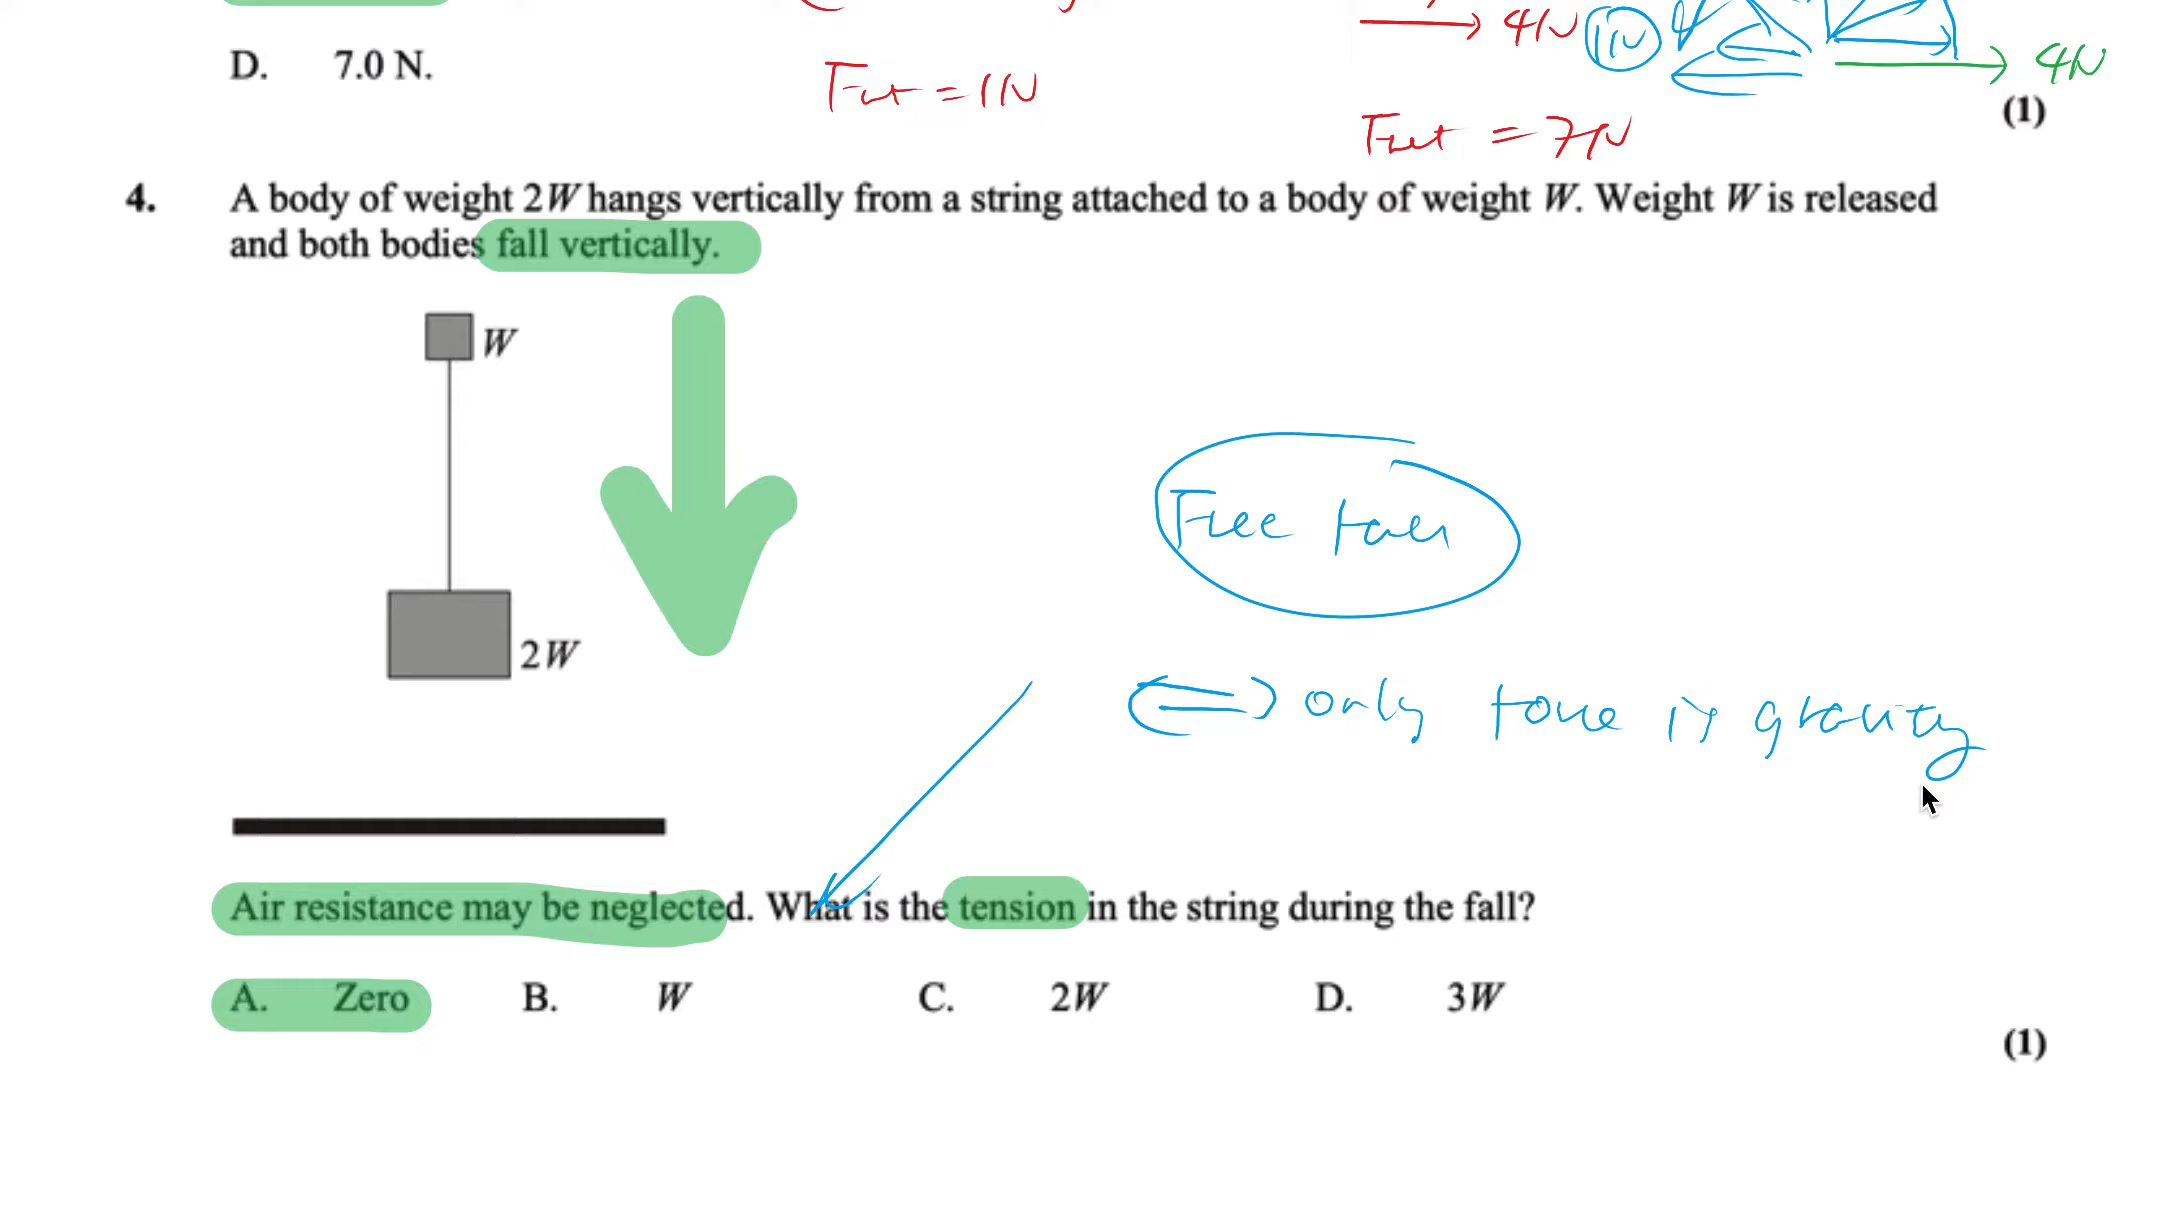 4N 1N
D. 7.0 N.
4N
Fnet = 1N
(1)
Fnet = 7N
4. A body of weight 2W hangs vertically from a string attached to a body of weight W. Weight W is released
and both bodies fall vertically.
W
Free fall
2W
only force is gravity
Air resistance may be neglected. What is the tension in the string during the fall?
A. Zero B. W C. 2W D. 3W
(1)